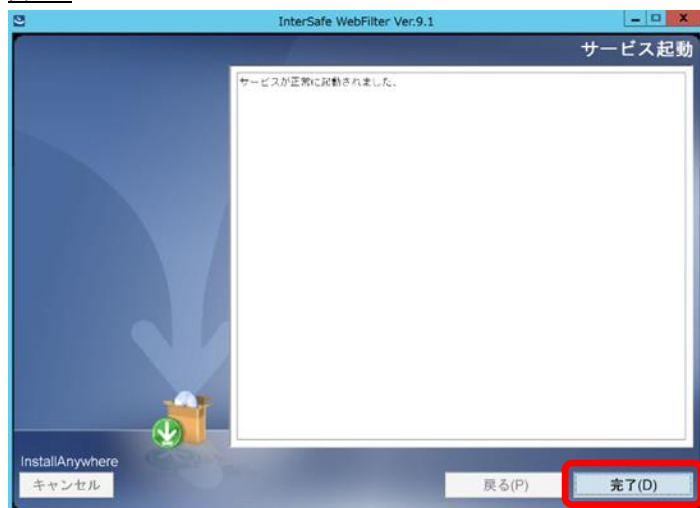 InterSafe WebFilter Ver.9.1
サービス起動
サービスが正常に起動されました。
InstallAnywhere
キャンセル
戻る(P)
完了(D)